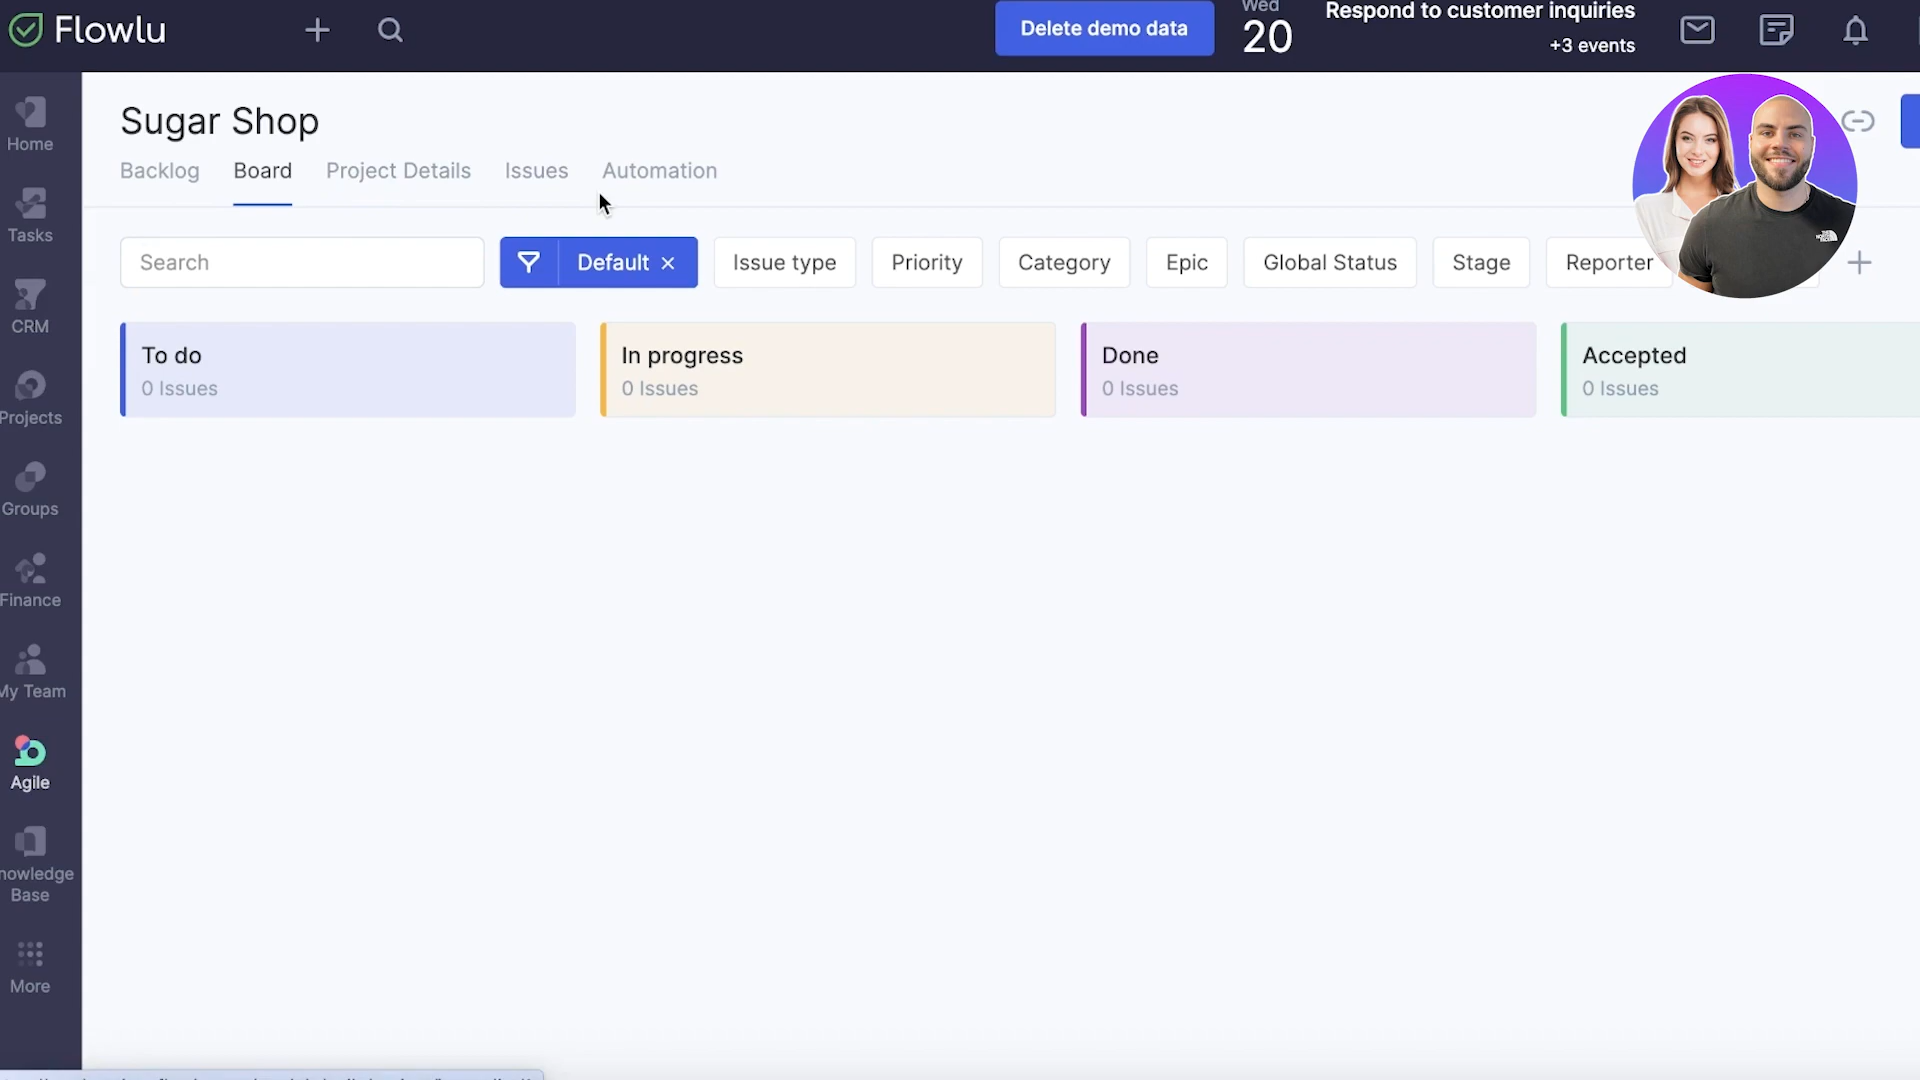 Flowlu
Delete demo data
Wed
20
Respond to customer inquiries
+3 events
Home
Tasks
CRM
Projects
Groups
Finance
My Team
Agile
nowledge
Base
More
Sugar Shop
Backlog Board Project Details Issues Automation
Search
Default
Issue type Priority Category Epic Global Status Stage Reporter
To do
0 Issues
In progress
0 Issues
Done
0 Issues
Accepted
0 Issues
THE
NORTH
FACE